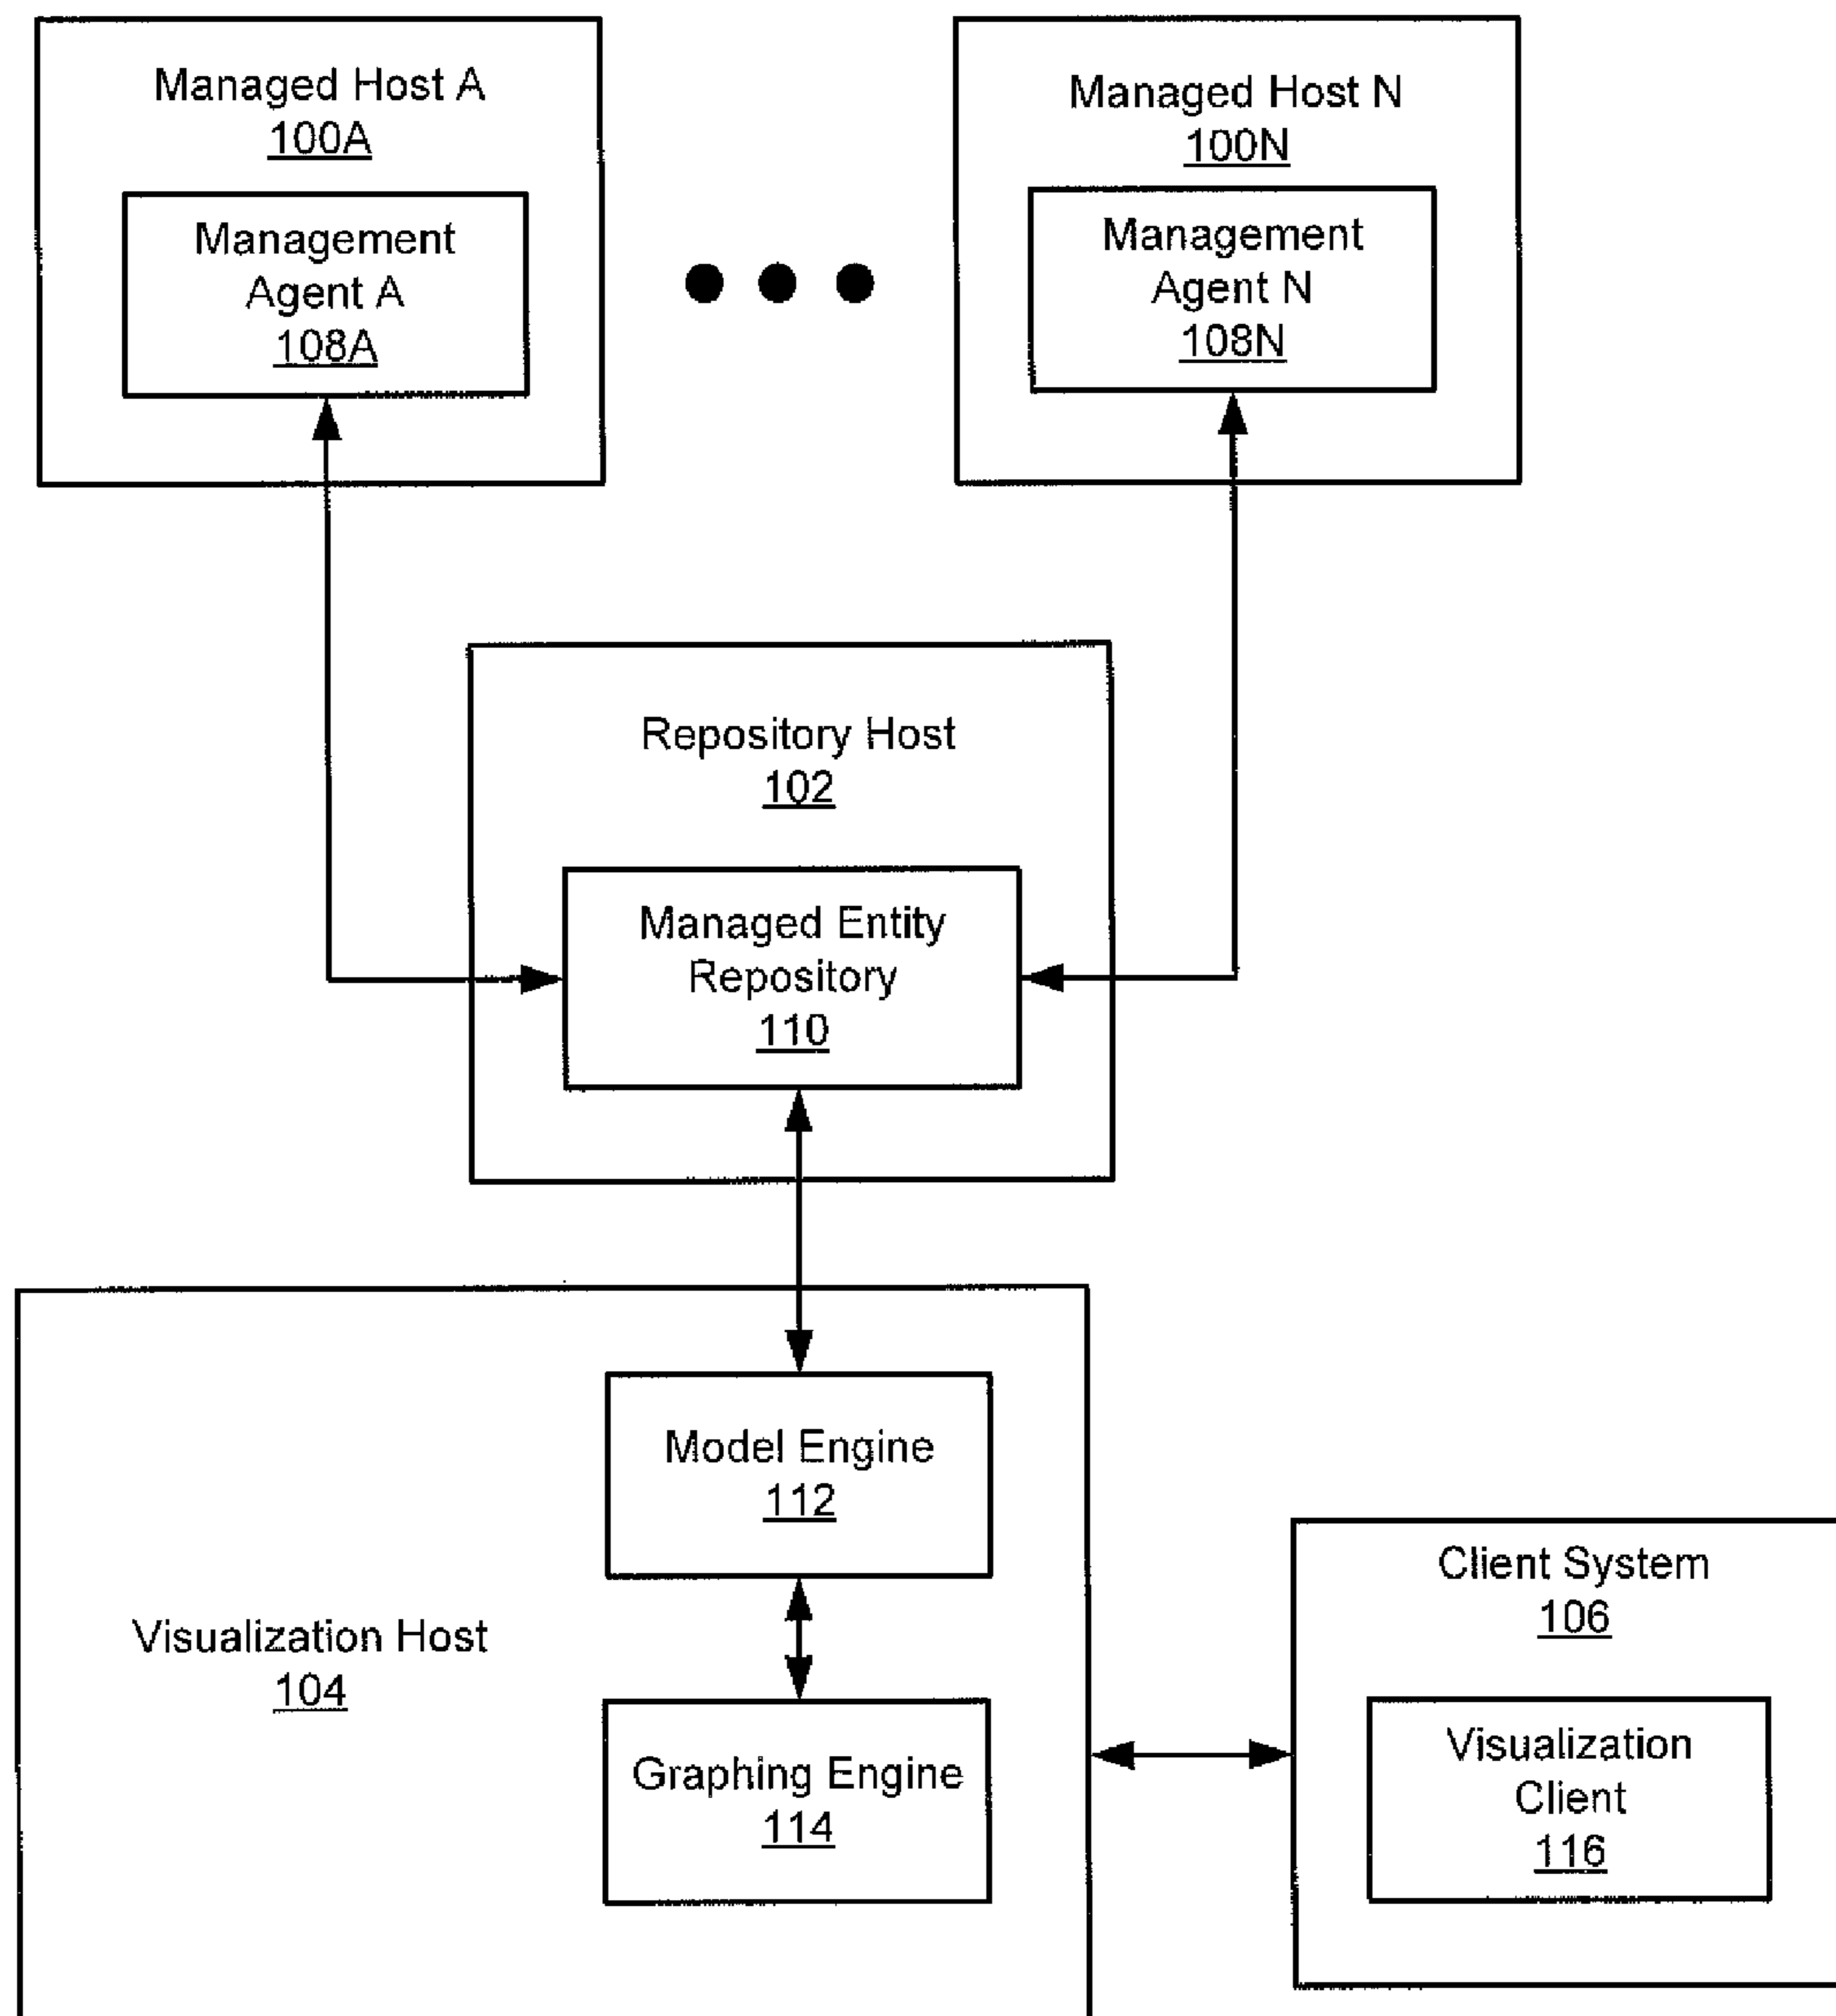 Managed Host A
100A
Management
Agent A
108A
Managed Host N
100N
Management
Agent N
108N
Repository Host
102
Managed Entity
Repository
110
Model Engine
112
Visualization Host
104
Graphing Engine
114
Client System
106
Visualization
Client
116